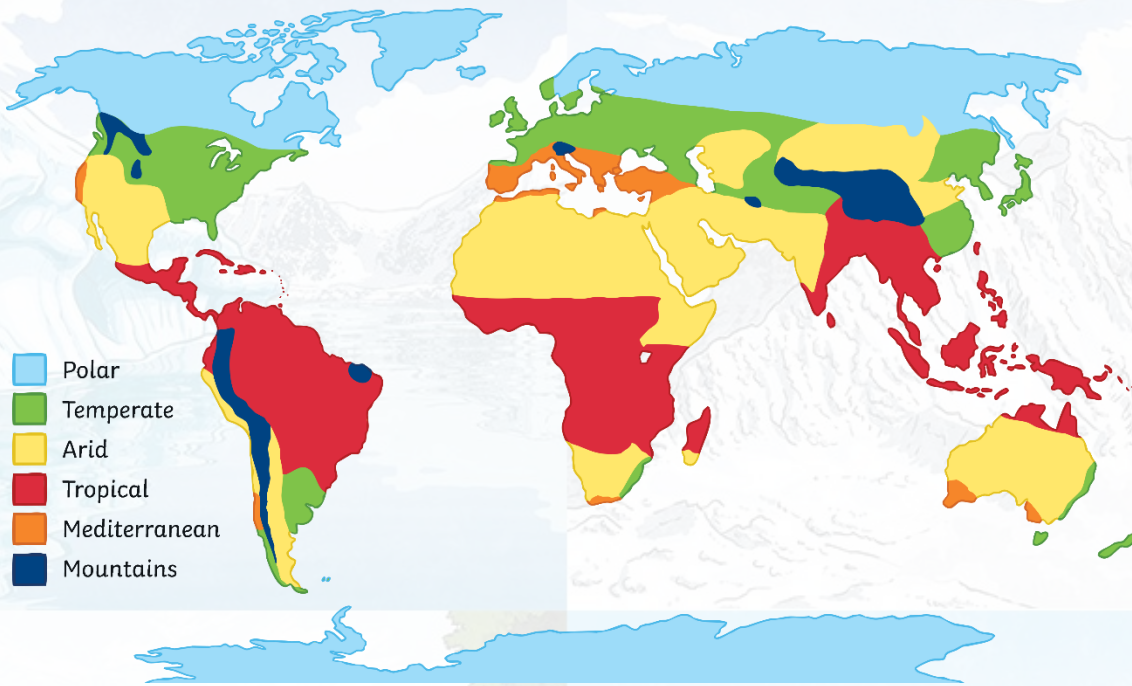 Polar
Temperate
Arid
Tropical
Mediterranean
Mountains